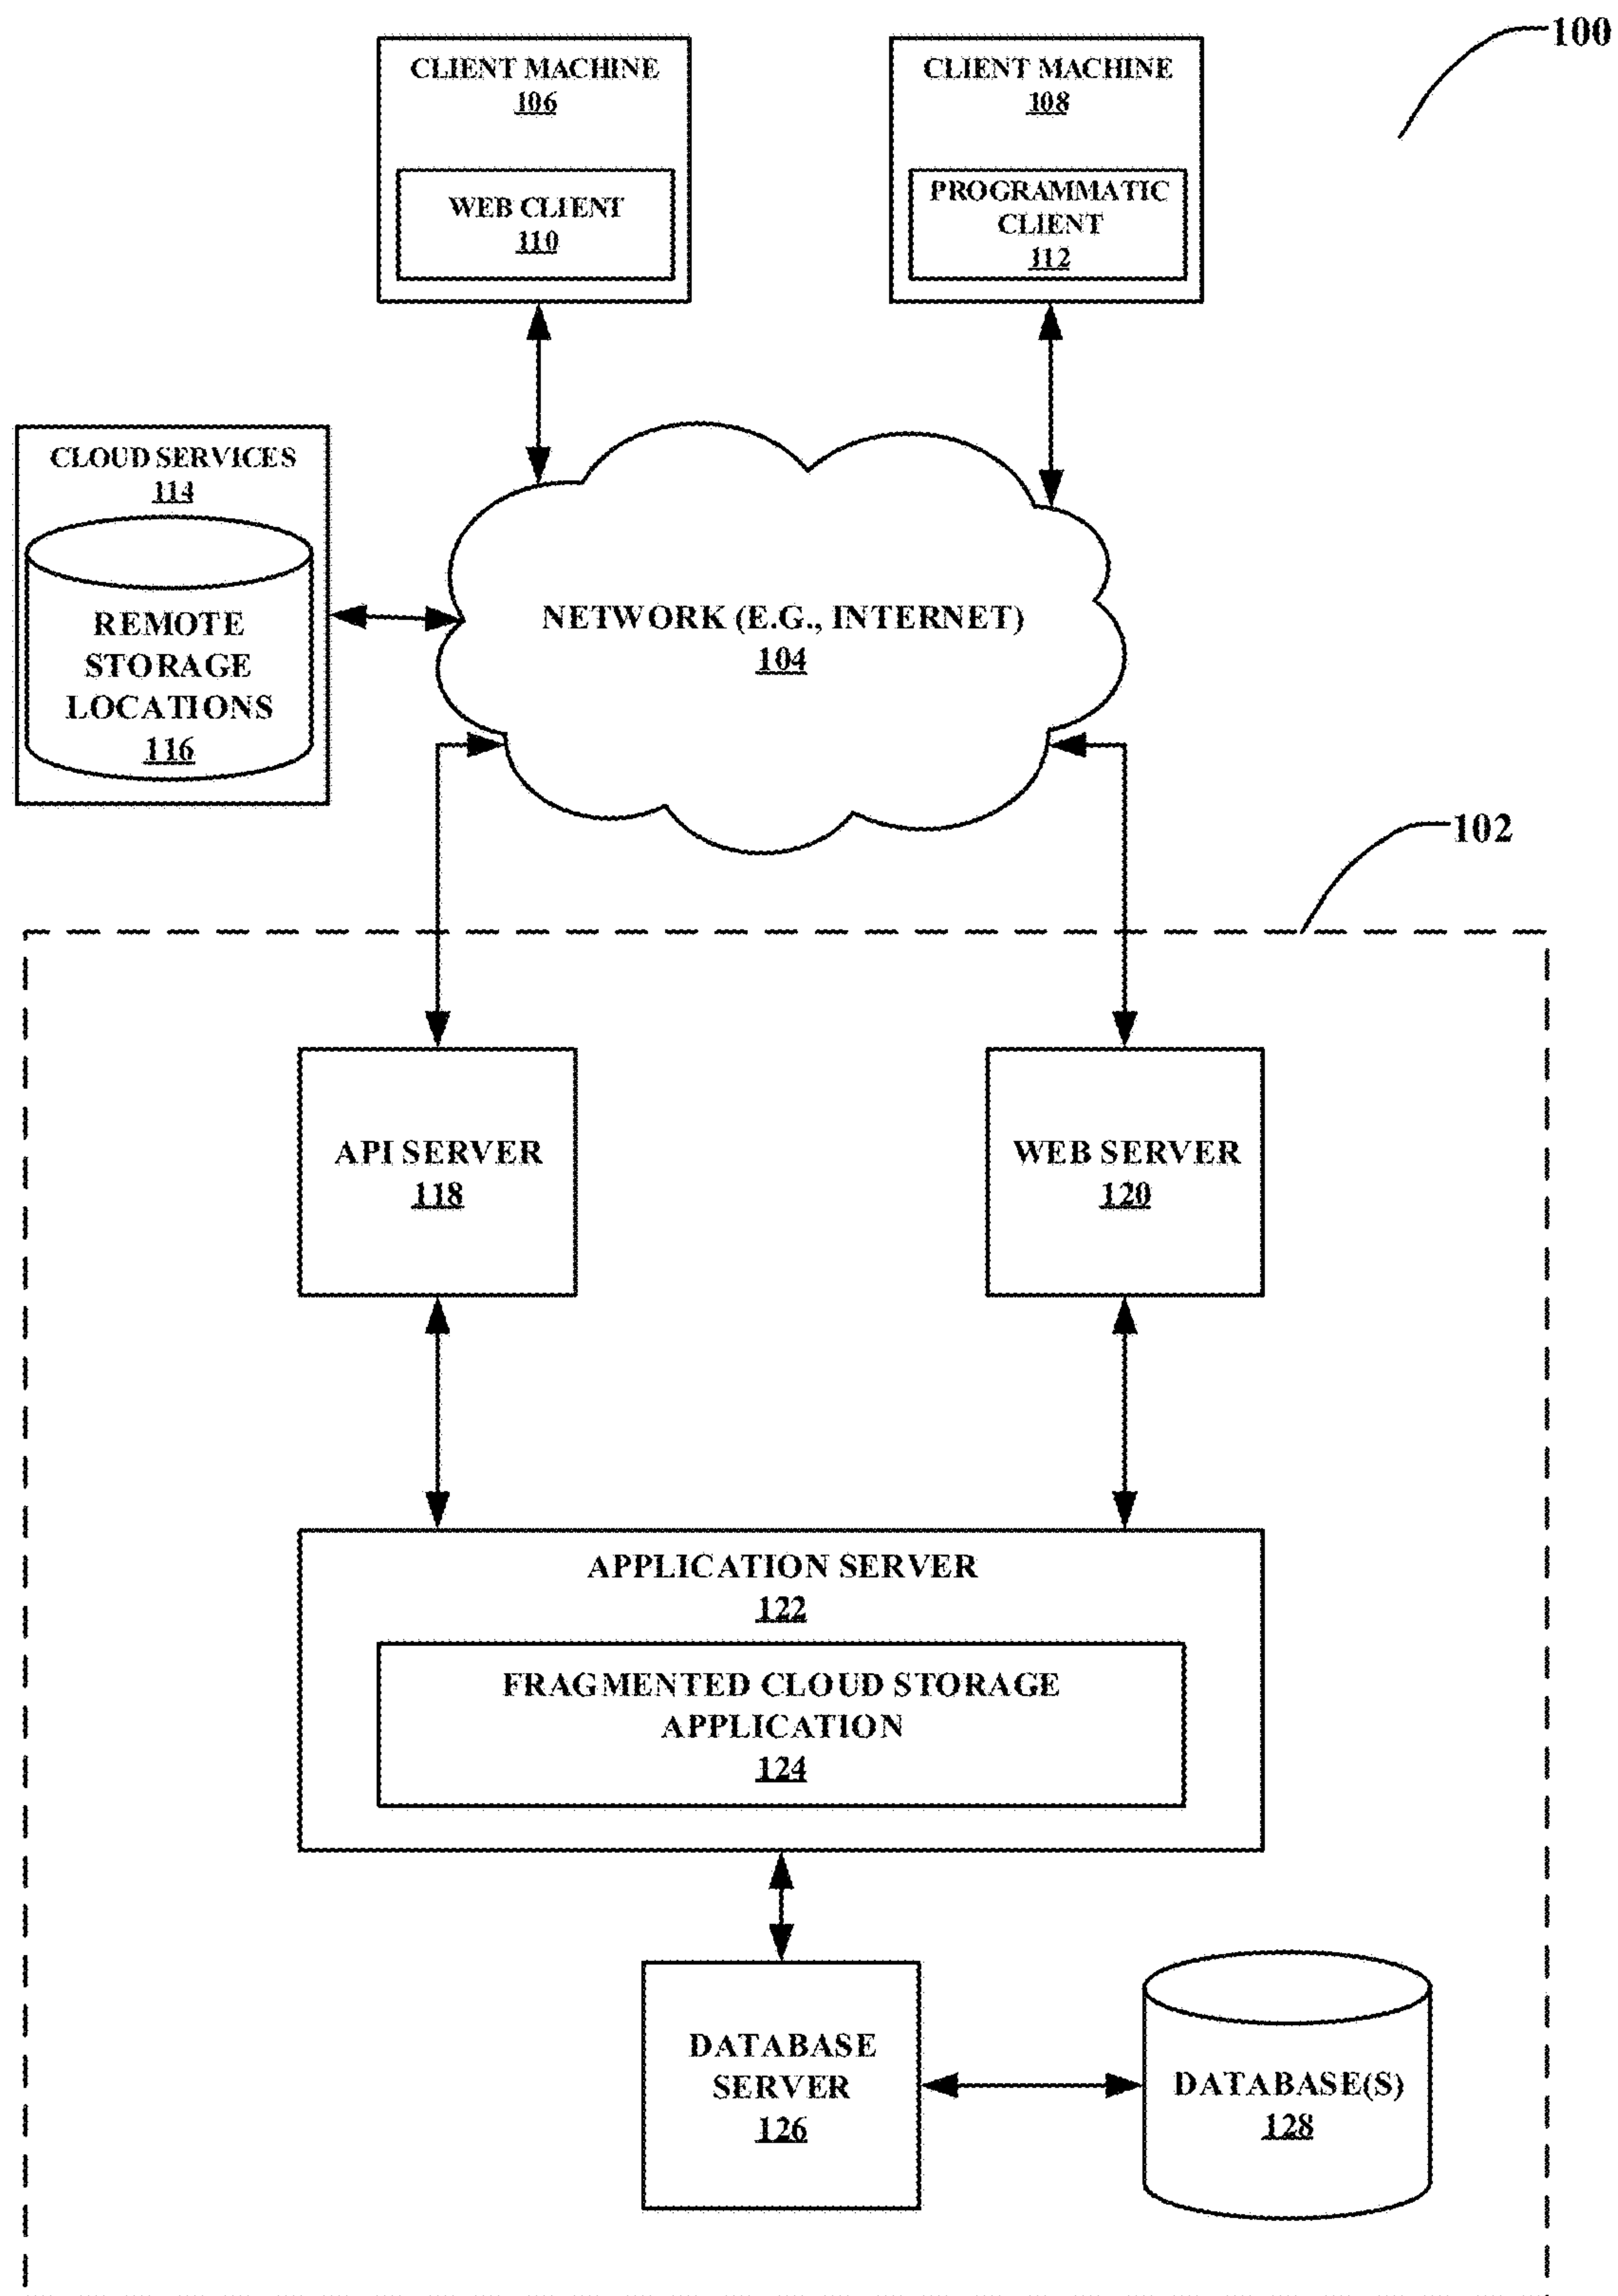 100
CLIENT MACHINE
106
WEB CLIENT
110
CLIENT MACHINE
108
PROGRAMMATIC
CLIENT
112
CLOUD SERVICES
114
REMOTE
STORAGE
LOCATIONS
116
NETWORK (E.G., INTERNET)
104
102
API SERVER
118
WEB SERVER
120
APPLICATION SERVER
122
FRAGMENTED CLOUD STORAGE
APPLICATION
124
DATABASE
SERVER
126
DATABASE(S)
128